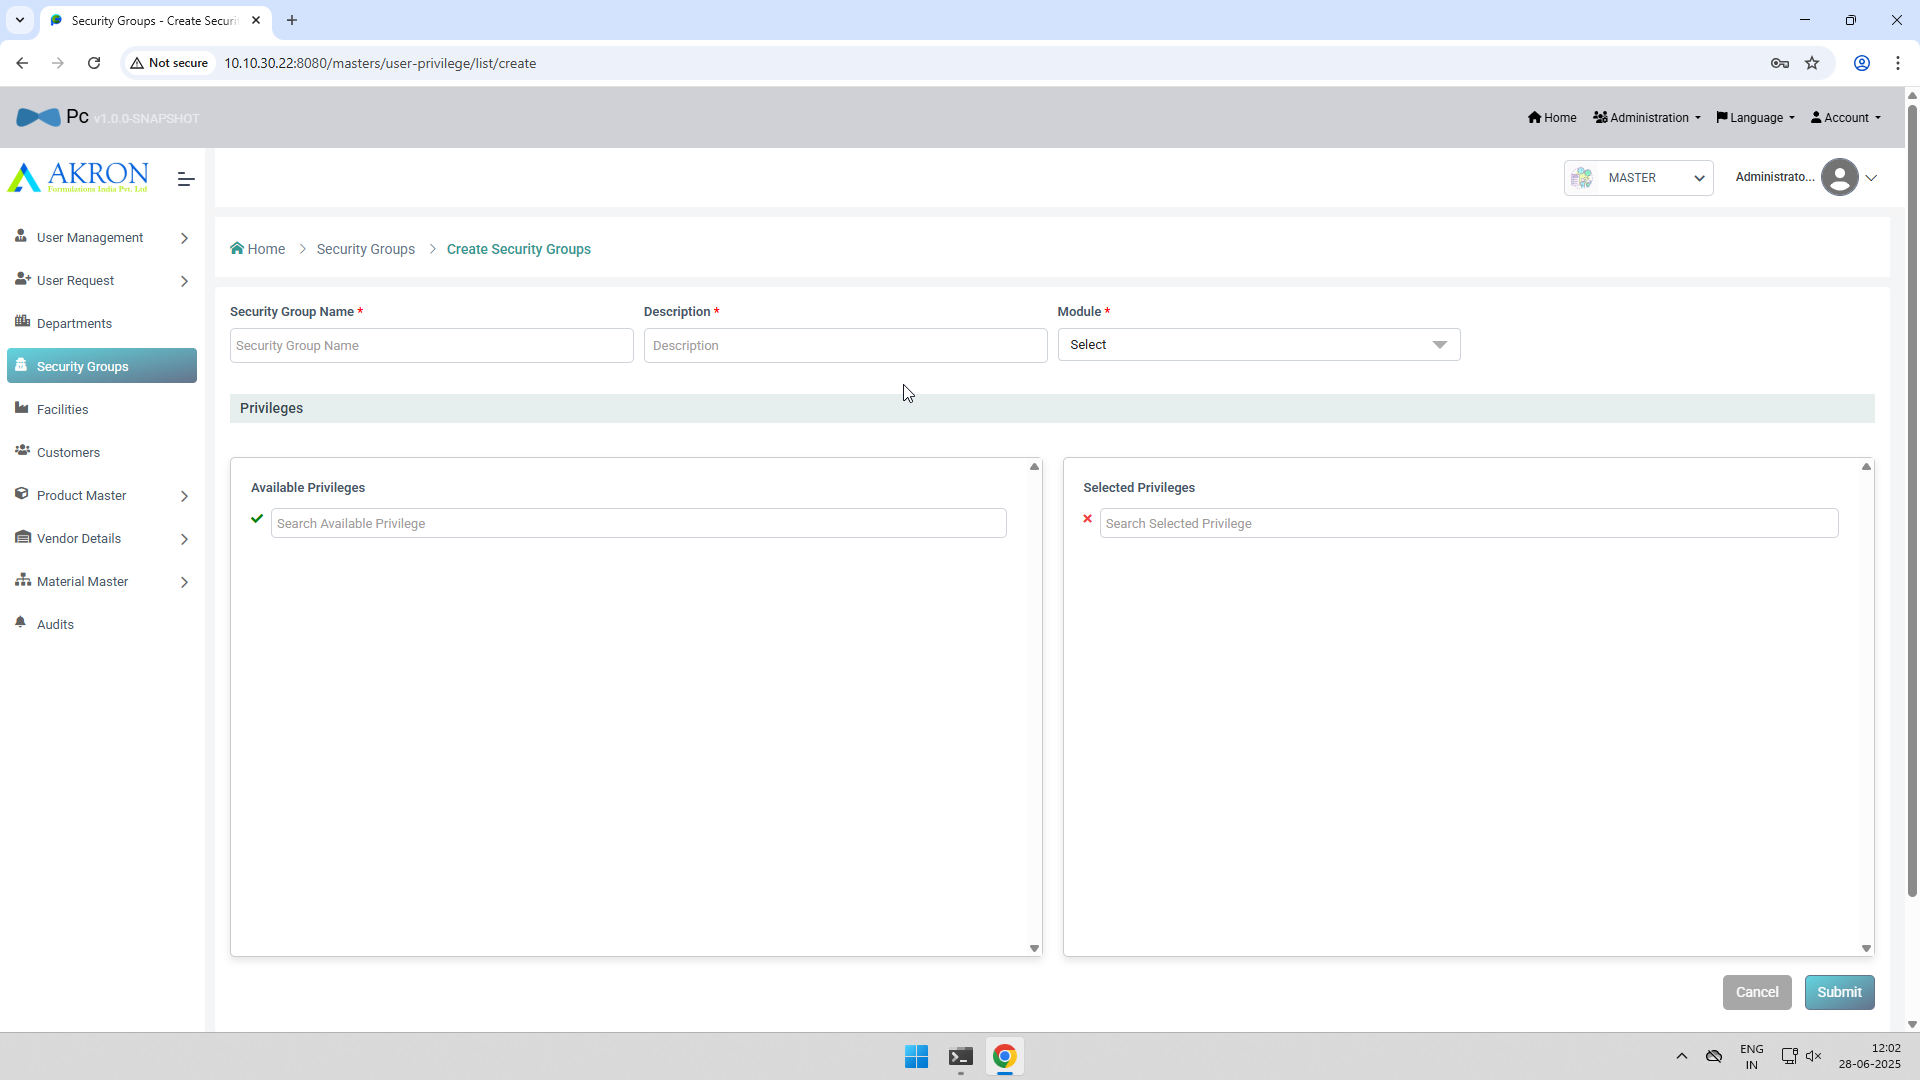 Security Groups - Create Securi
Not secure
10.10.30.22:8080/masters/user-privilege/list/create
Pc v1.0.0-SNAPSHOT
Home
Administration
Language
Account
AKRON
Formulations India Pvt. Ltd
MASTER
Administrato...
User Management
User Request
Departments
Security Groups
Facilities
Customers
Product Master
Vendor Details
Material Master
Audits
Home
Security Groups
Create Security Groups
Security Group Name *
Description *
Module *
Security Group Name
Description
Select
Privileges
Available Privileges
Search Available Privilege
Selected Privileges
Search Selected Privilege
Cancel
Submit
ENG
IN
12:02
28-06-2025